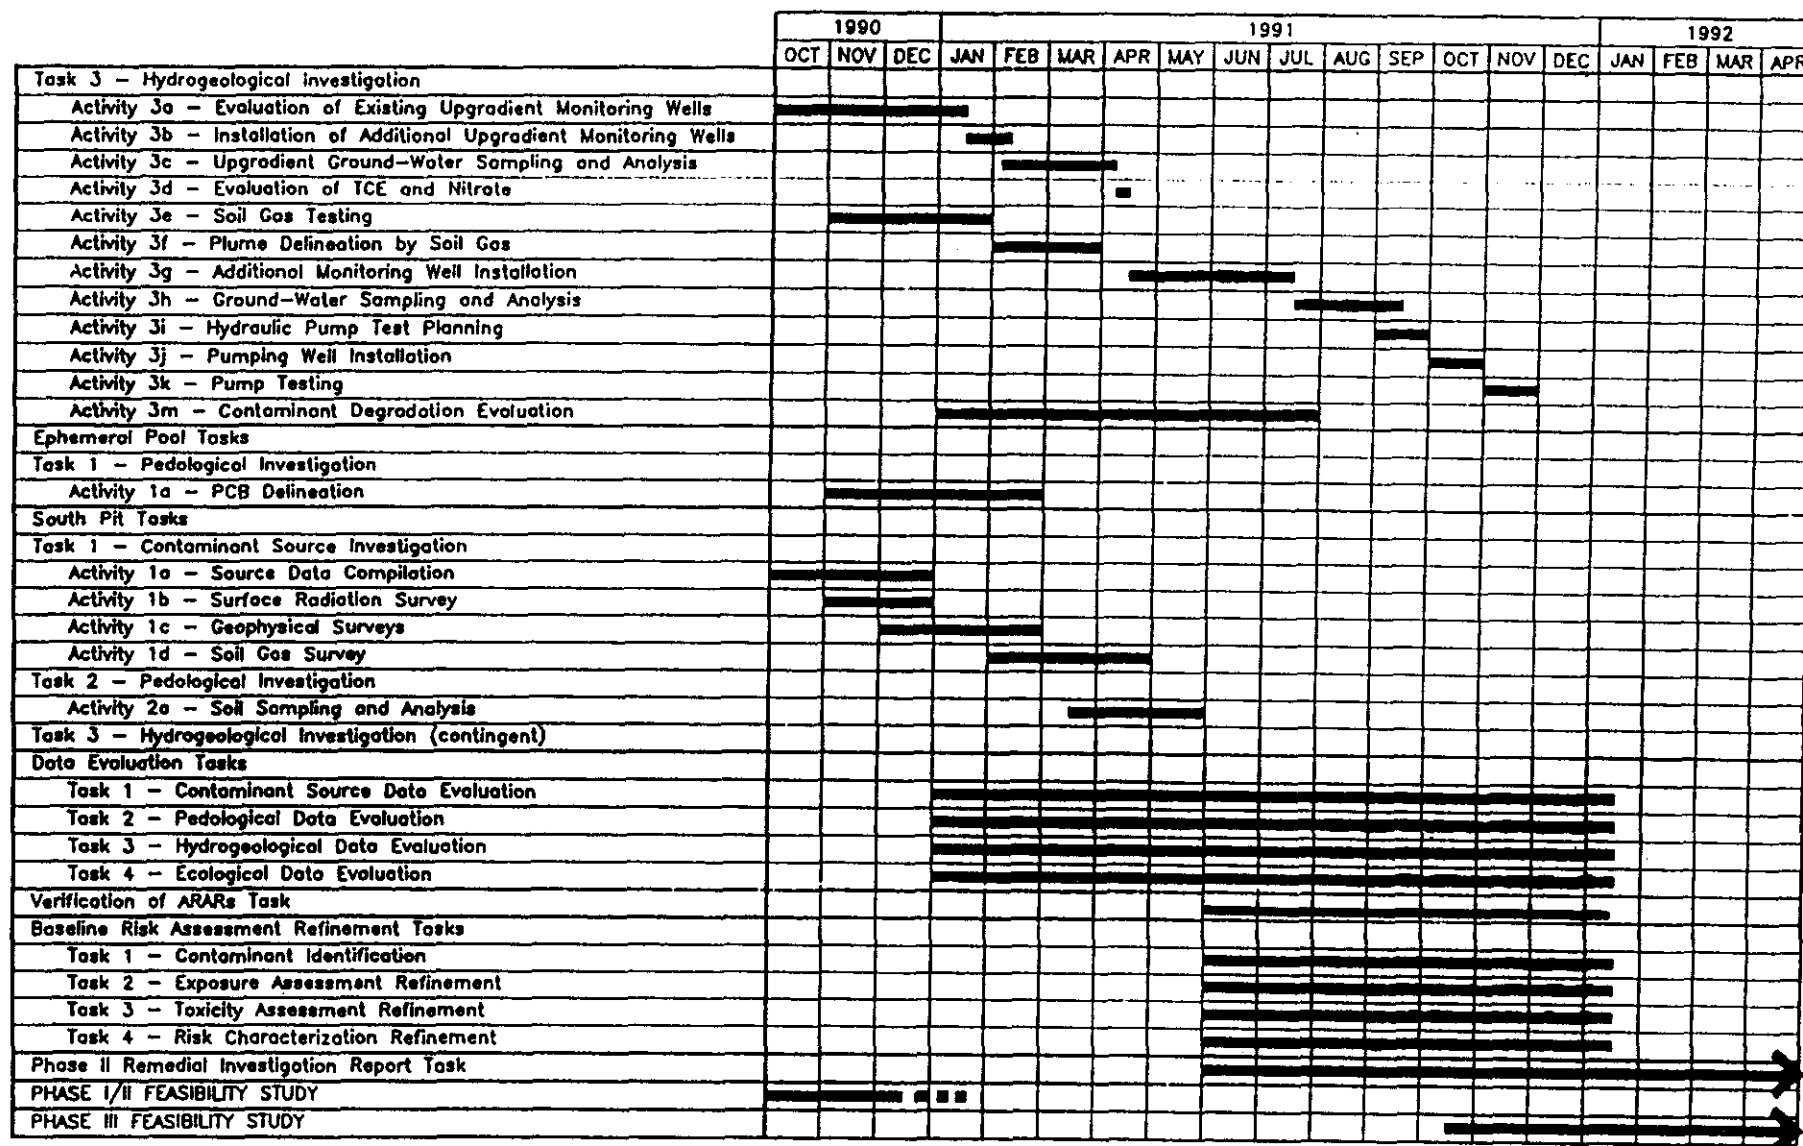 1990 1991 1992
OCT NOV DEC JAN FEB MAR APR MAY JUN JUL AUG SEP OCT NOV DEC JAN FEB MAR APR
Task 3 – Hydrogeological Investigation
Activity 3a – Evaluation of Existing Upgradient Monitoring Wells
Activity 3b – Installation of Additional Upgradient Monitoring Wells
Activity 3c – Upgradient Ground-Water Sampling and Analysis
Activity 3d – Evaluation of TCE and Nitrate
Activity 3e – Soil Gas Testing
Activity 3f – Plume Delineation by Soil Gas
Activity 3g – Additional Monitoring Well Installation
Activity 3h – Ground-Water Sampling and Analysis
Activity 3i – Hydraulic Pump Test Planning
Activity 3j – Pumping Well Installation
Activity 3k – Pump Testing
Activity 3m – Contaminant Degradation Evaluation
Ephemeral Pool Tasks
Task 1 – Pedological Investigation
Activity 1a – PCB Delineation
South Pit Tasks
Task 1 – Contaminant Source Investigation
Activity 1a – Source Data Compilation
Activity 1b – Surface Radiation Survey
Activity 1c – Geophysical Surveys
Activity 1d – Soil Gas Survey
Task 2 – Pedological Investigation
Activity 2a – Soil Sampling and Analysis
Task 3 – Hydrogeological Investigation (contingent)
Data Evaluation Tasks
Task 1 – Contaminant Source Data Evaluation
Task 2 – Pedological Data Evaluation
Task 3 – Hydrogeological Data Evaluation
Task 4 – Ecological Data Evaluation
Verification of ARARs Task
Baseline Risk Assessment Refinement Tasks
Task 1 – Contaminant Identification
Task 2 – Exposure Assessment Refinement
Task 3 – Toxicity Assessment Refinement
Task 4 – Risk Characterization Refinement
Phase II Remedial Investigation Report Task
PHASE I/II FEASIBILITY STUDY
PHASE III FEASIBILITY STUDY